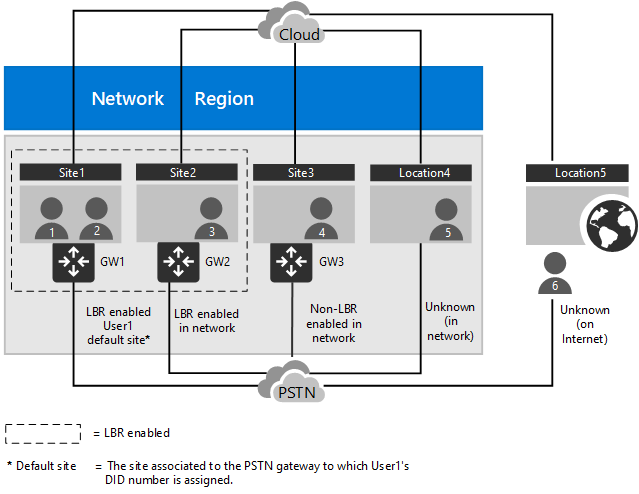 Cloud
Network Region
Site1
Site2
Site3
Location4
Location5
1
2
3
4
5
GW1
GW2
GW3
6
LBR enabled
User1
default site*
LBR enabled
in network
Non-LBR
enabled in
network
Unknown
(in
network)
Unknown
(on
Internet)
PSTN
= LBR enabled
* Default site = The site associated to the PSTN gateway to which User1's
DID number is assigned.